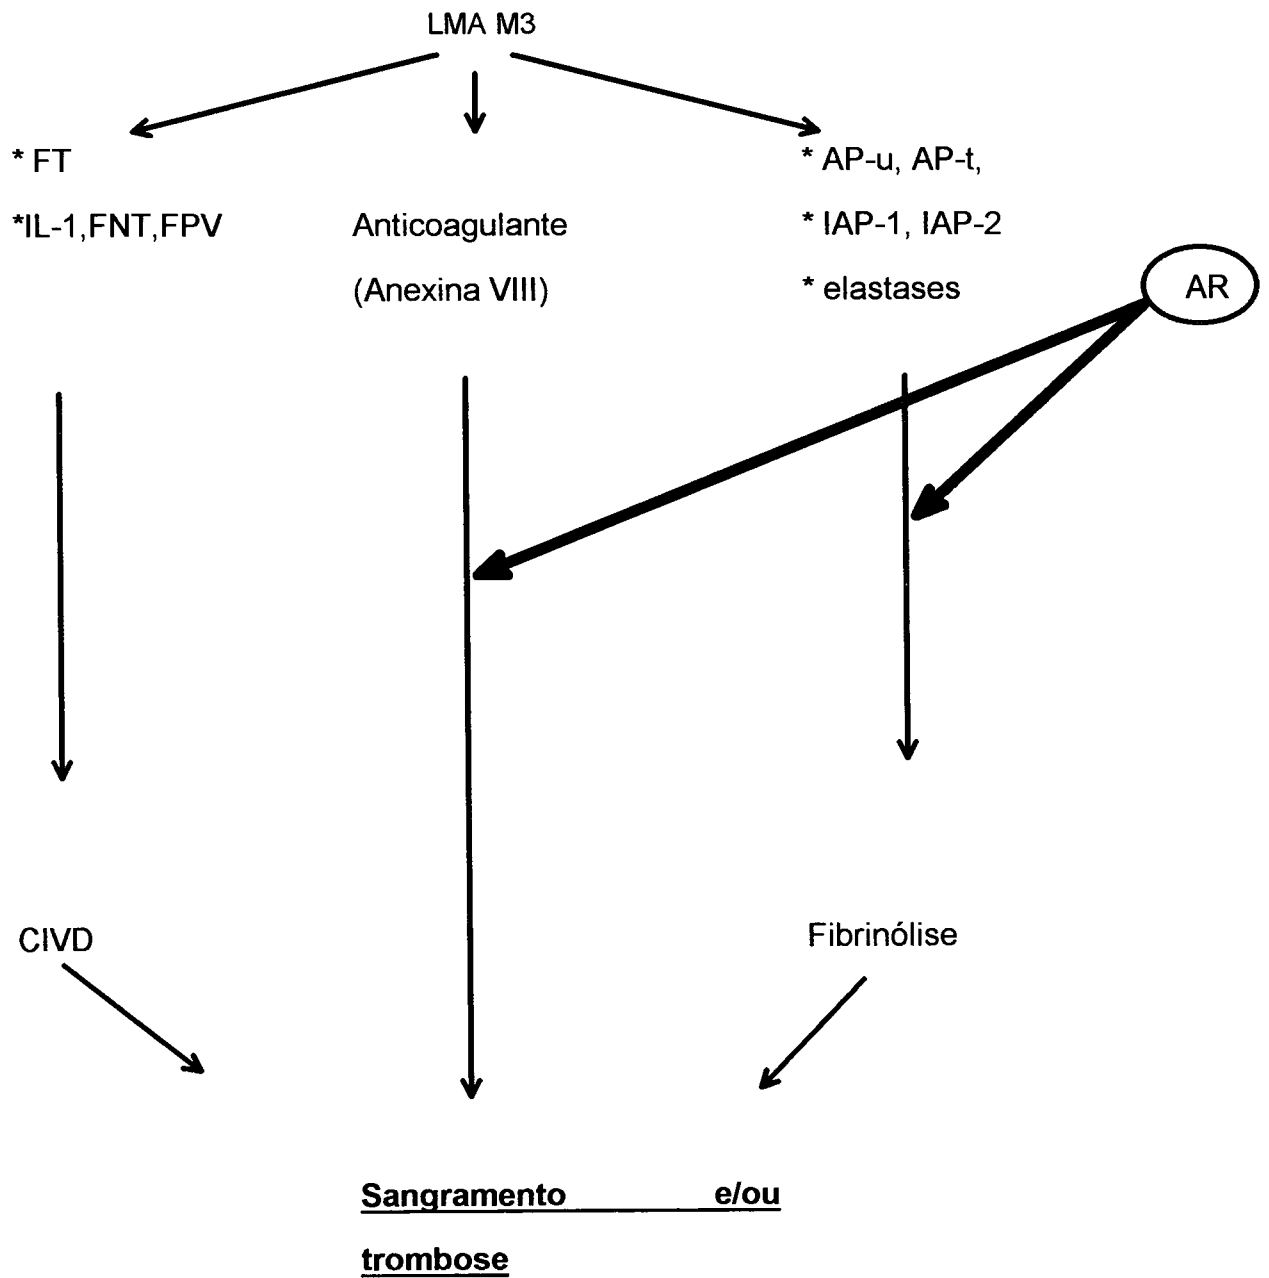 LMA M3
* FT
*IL-1,FNT,FPV
Anticoagulante
(Anexina VIII)
* AP-u, AP-t,
* IAP-1, IAP-2
* elastases
AR
CIVD
Fibrinólise
Sangramento e/ou
trombose